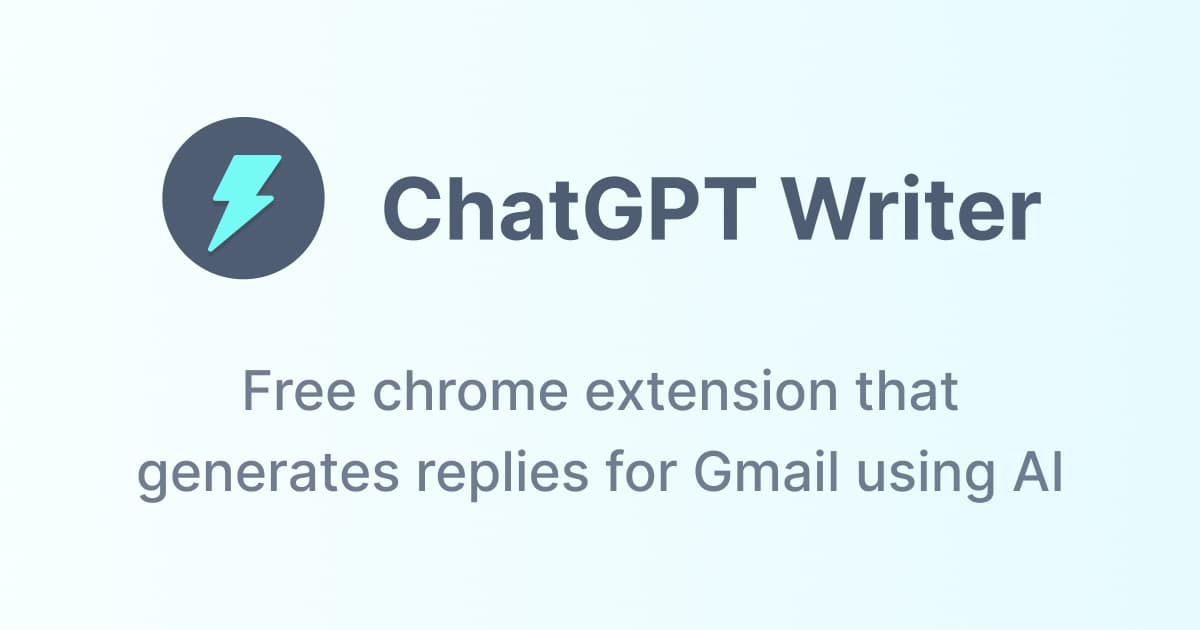 ChatGPT Writer
Free chrome extension that
generates replies for Gmail using AI